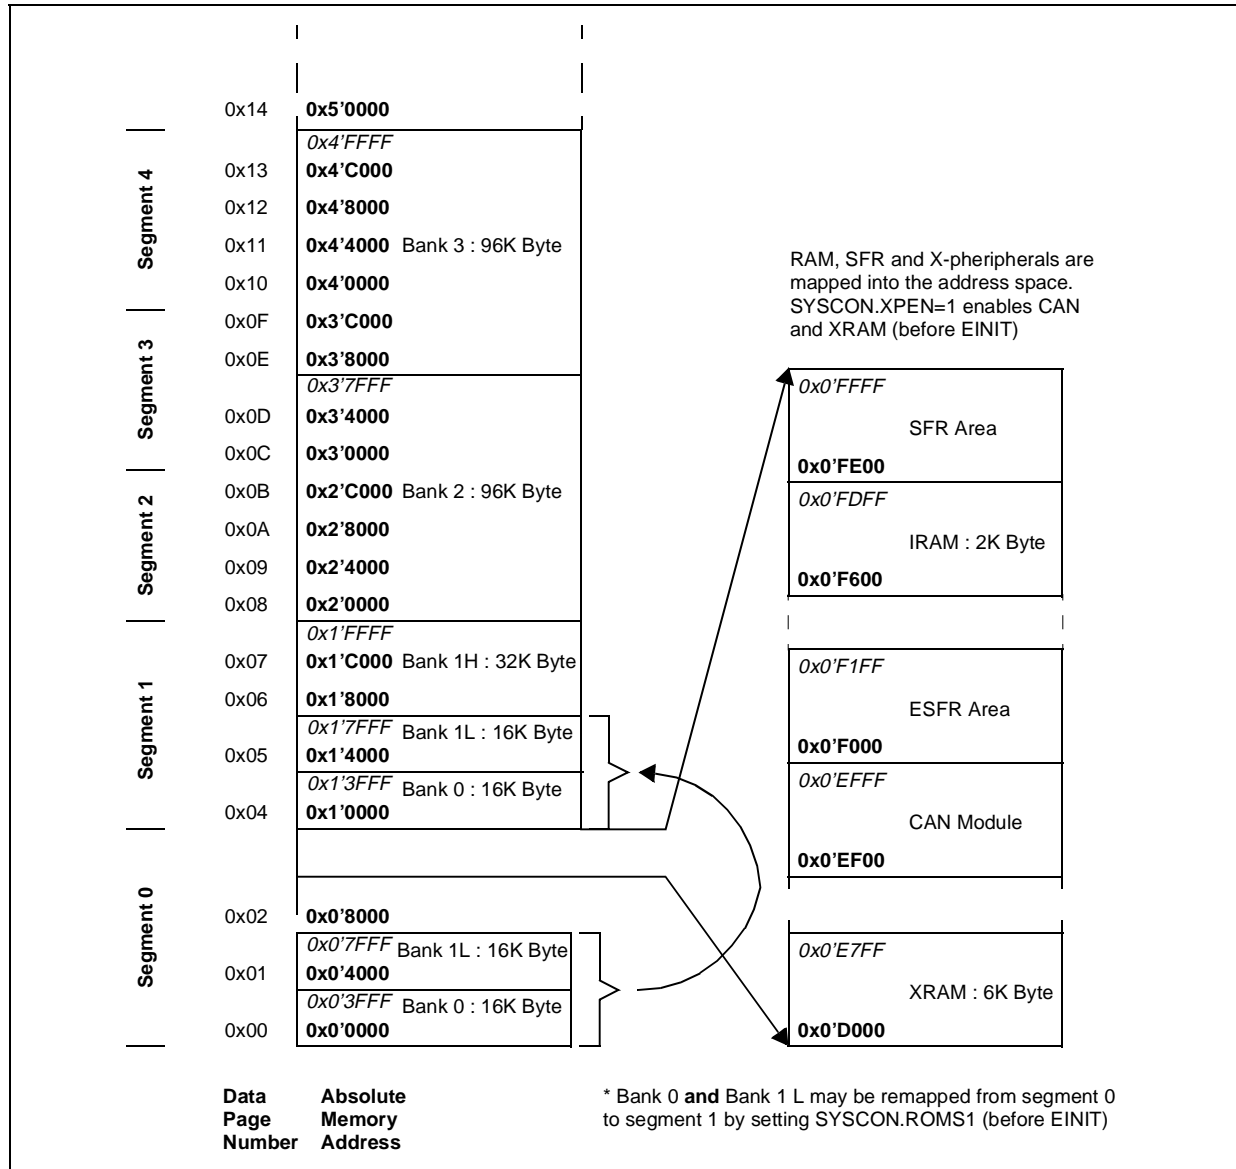 0x14 0x5'0000
0x4'FFFF
0x13 0x4'C000
0x12 0x4'8000
Segment 4
0x11 0x4'4000 Bank 3 : 96K Byte
0x10 0x4'0000
0x0F 0x3'C000
0x0E 0x3'8000
Segment 3
0x3'7FFF
0x0D 0x3'4000
0x0C 0x3'0000
0x0B 0x2'C000 Bank 2 : 96K Byte
Segment 2
0x0A 0x2'8000
0x09 0x2'4000
0x08 0x2'0000
0x1'FFFF
0x07 0x1'C000 Bank 1H : 32K Byte
0x06 0x1'8000
Segment 1
0x1'7FFF Bank 1L : 16K Byte
0x05 0x1'4000
0x1'3FFF Bank 0 : 16K Byte
0x04 0x1'0000
Segment 0
0x02 0x0'8000
0x0'7FFF Bank 1L : 16K Byte
0x01 0x0'4000
0x0'3FFF Bank 0 : 16K Byte
0x00 0x0'0000
Data Absolute
Page Memory
Number Address
RAM, SFR and X-pheripherals are
mapped into the address space.
SYSCON.XPEN=1 enables CAN
and XRAM (before EINIT)
0x0'FFFF
SFR Area
0x0'FE00
0x0'FDFF
IRAM : 2K Byte
0x0'F600
0x0'F1FF
ESFR Area
0x0'F000
0x0'EFFF
CAN Module
0x0'EF00
0x0'E7FF
XRAM : 6K Byte
0x0'D000
* Bank 0 and Bank 1 L may be remapped from segment 0
to segment 1 by setting SYSCON.ROMS1 (before EINIT)